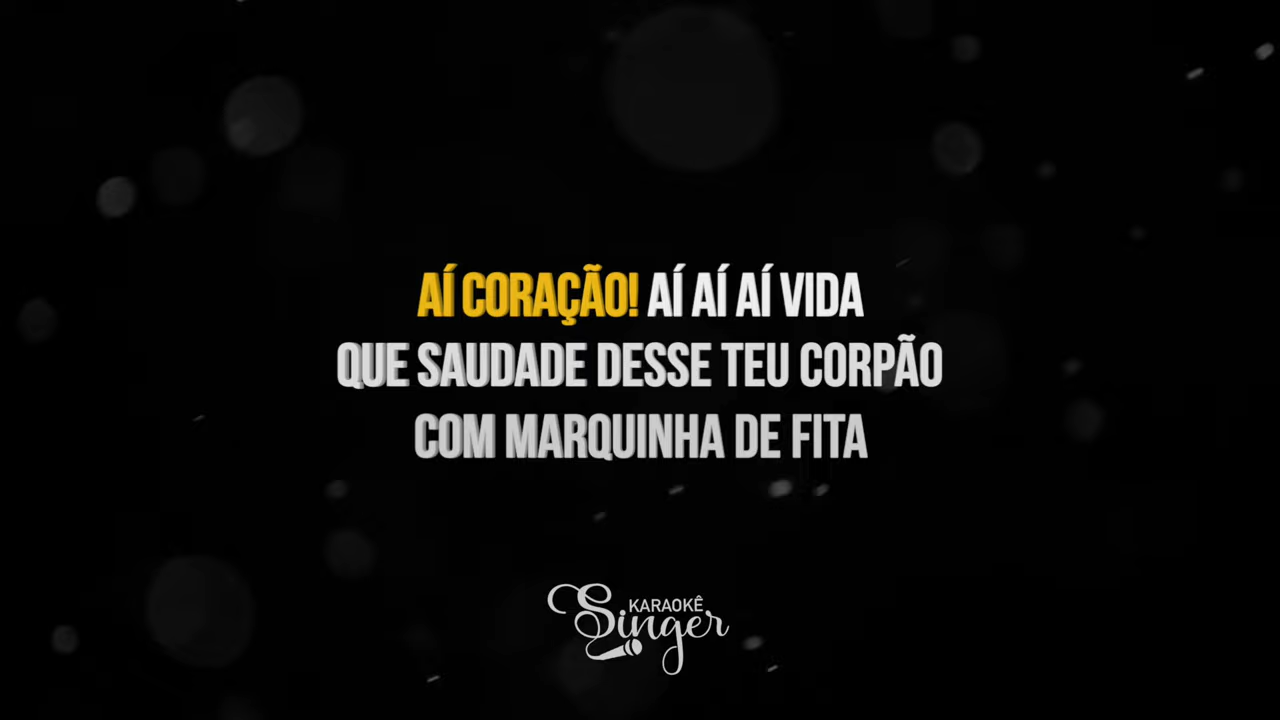 AÍ CORAÇÃO! AÍ AÍ AÍ VIDA
QUE SAUDADE DESSE TEU CORPÃO
COM MARQUINHA DE FITA
KARAOKÊ
Singer